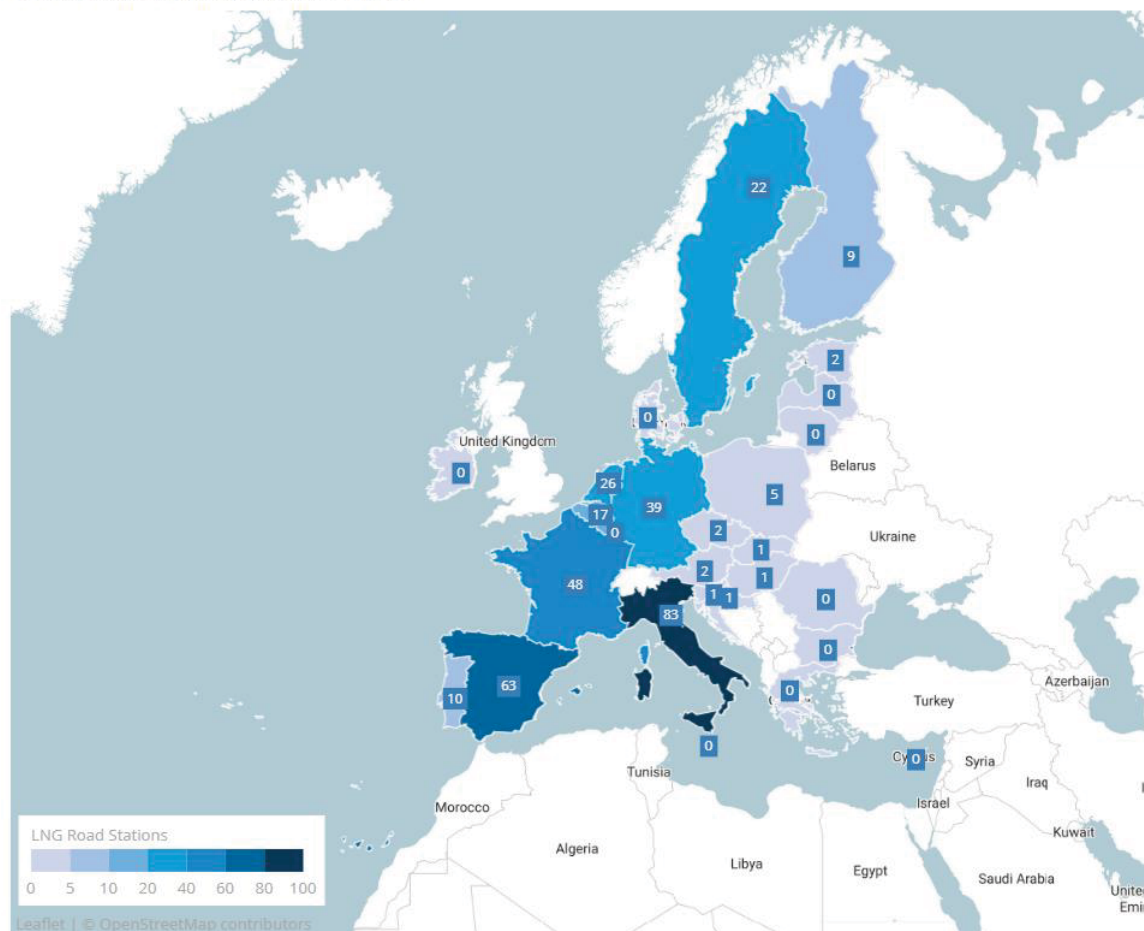 22
9
2
0
0
0
United Kingdom
0
Belarus
26
5
39
17
0
2
Ukraine
1
2
1
48
1
1
0
83
0
63
10
0
Azerbaijan
Turkey
0
0
Syria
Tunisia
Iraq
Israel
Morocco
Kuwait
Algeria
Libya
Egypt
Saudi Arabia
LNG Road Stations
0 5 10 20 40 60 80 100
Leaflet | © OpenStreetMap contributors